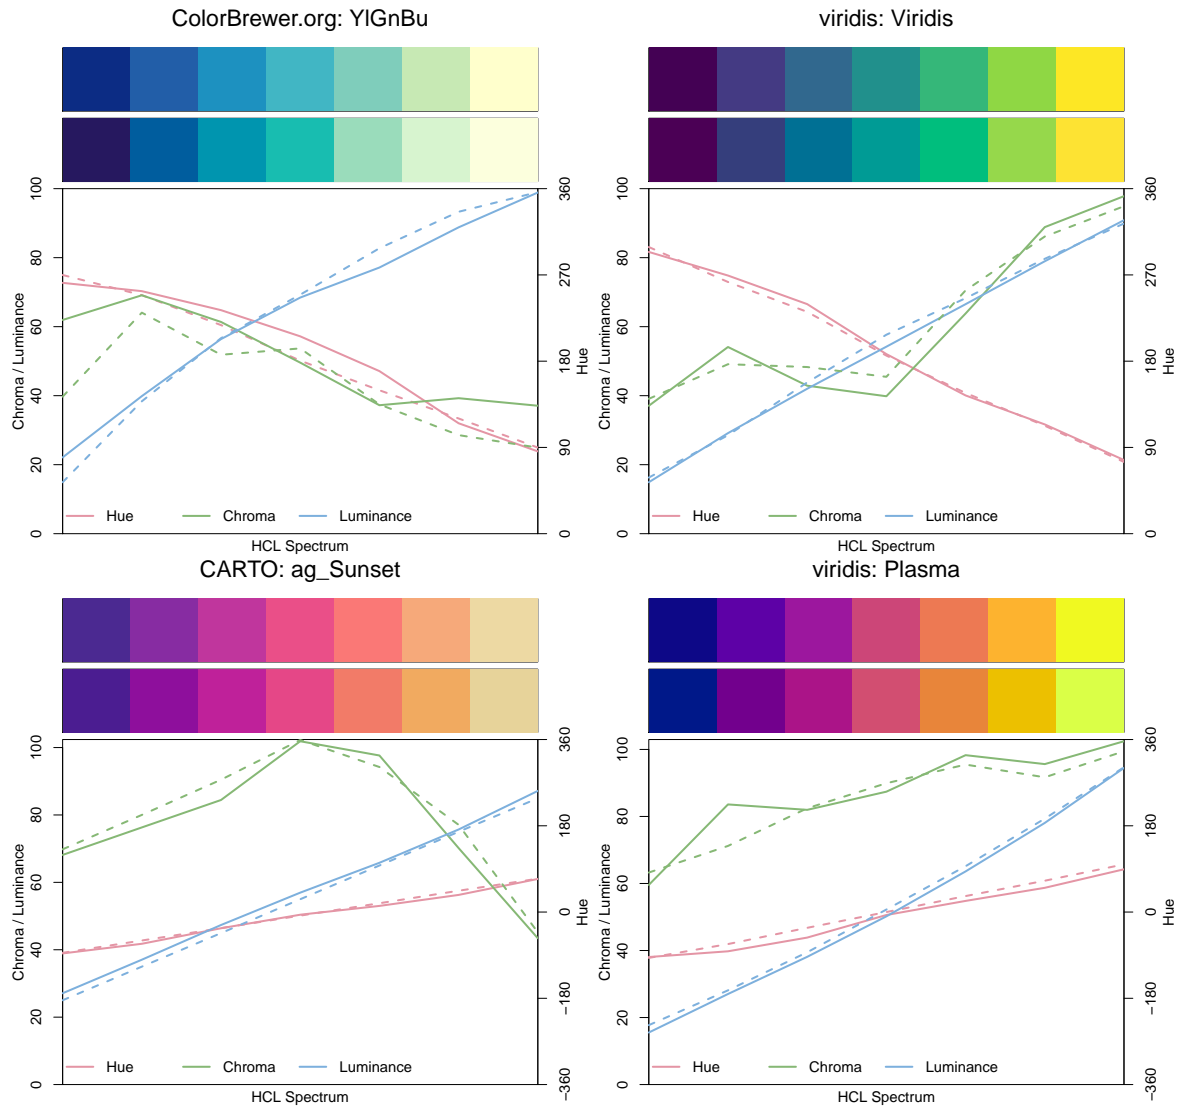 ColorBrewer.org: YlGnBu
Chroma / Luminance
0
20
40
60
80
100
0
90
180
270
360
Hue
Hue Chroma Luminance
HCL Spectrum
viridis: Viridis
Chroma / Luminance
0
20
40
60
80
100
0
90
180
270
360
Hue
Hue Chroma Luminance
HCL Spectrum
CARTO: ag_Sunset
Chroma / Luminance
0
20
40
60
80
100
−360
−180
0
180
360
Hue
Hue Chroma Luminance
HCL Spectrum
viridis: Plasma
Chroma / Luminance
0
20
40
60
80
100
−360
−180
0
180
360
Hue
Hue Chroma Luminance
HCL Spectrum